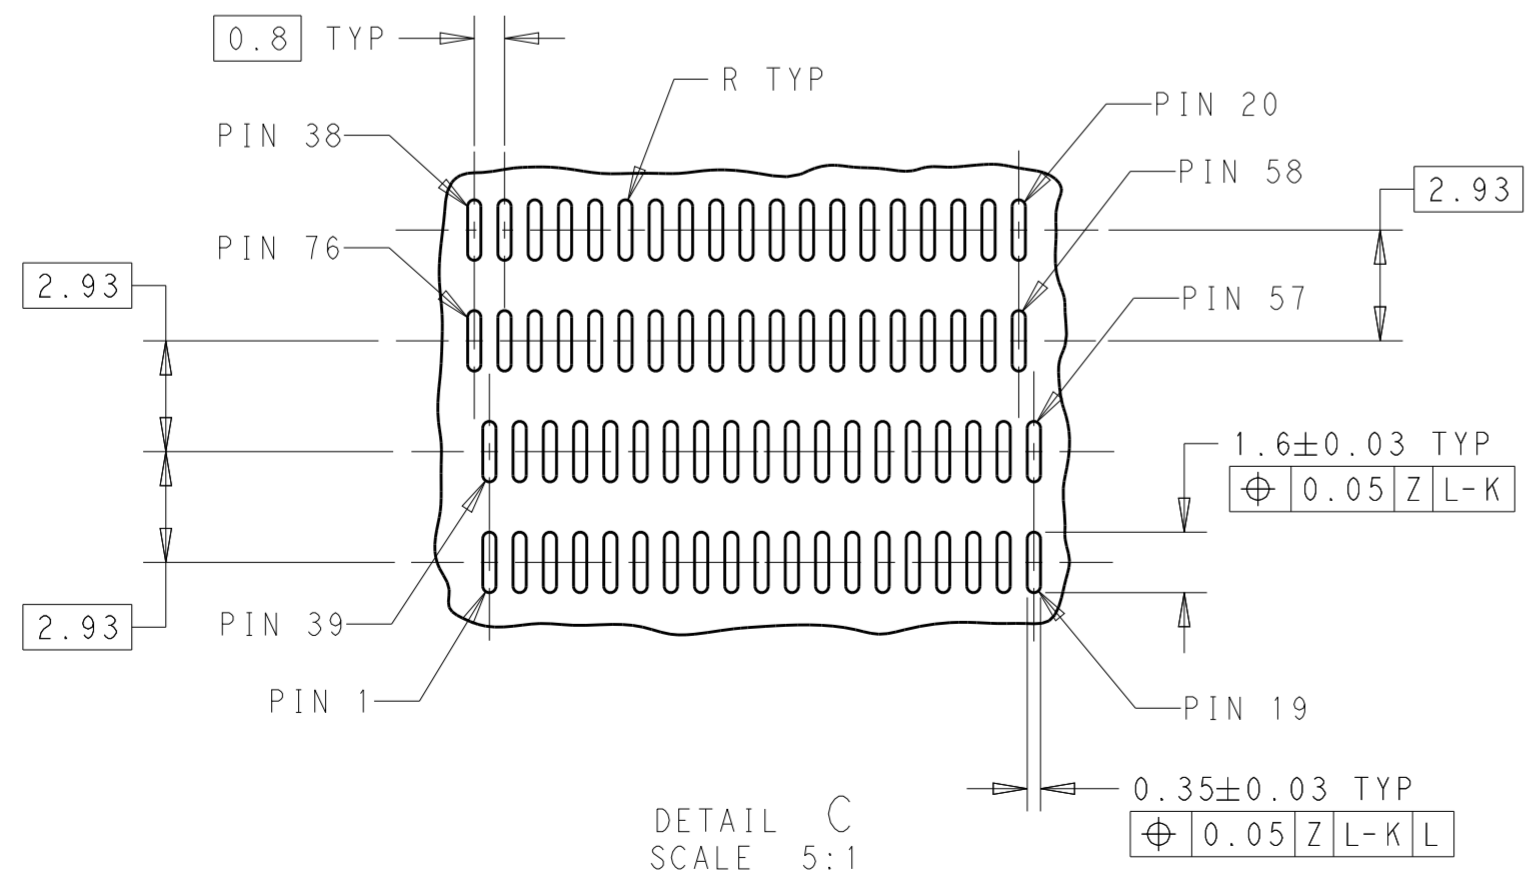 0.8 TYP
R TYP
PIN 20
PIN 38
PIN 58
2.93
PIN 76
2.93
PIN 57
1.6±0.03 TYP
⌖ 0.05 Z L-K
2.93
PIN 39
PIN 1
PIN 19
0.35±0.03 TYP
⌖ 0.05 Z L-K L
DETAIL C
SCALE 5:1